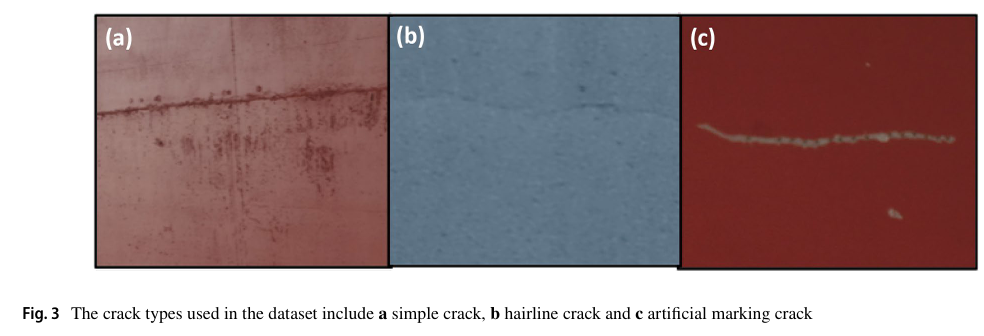 (a) (b) (c)
Fig. 3 The crack types used in the dataset include a simple crack, b hairline crack and c artificial marking crack